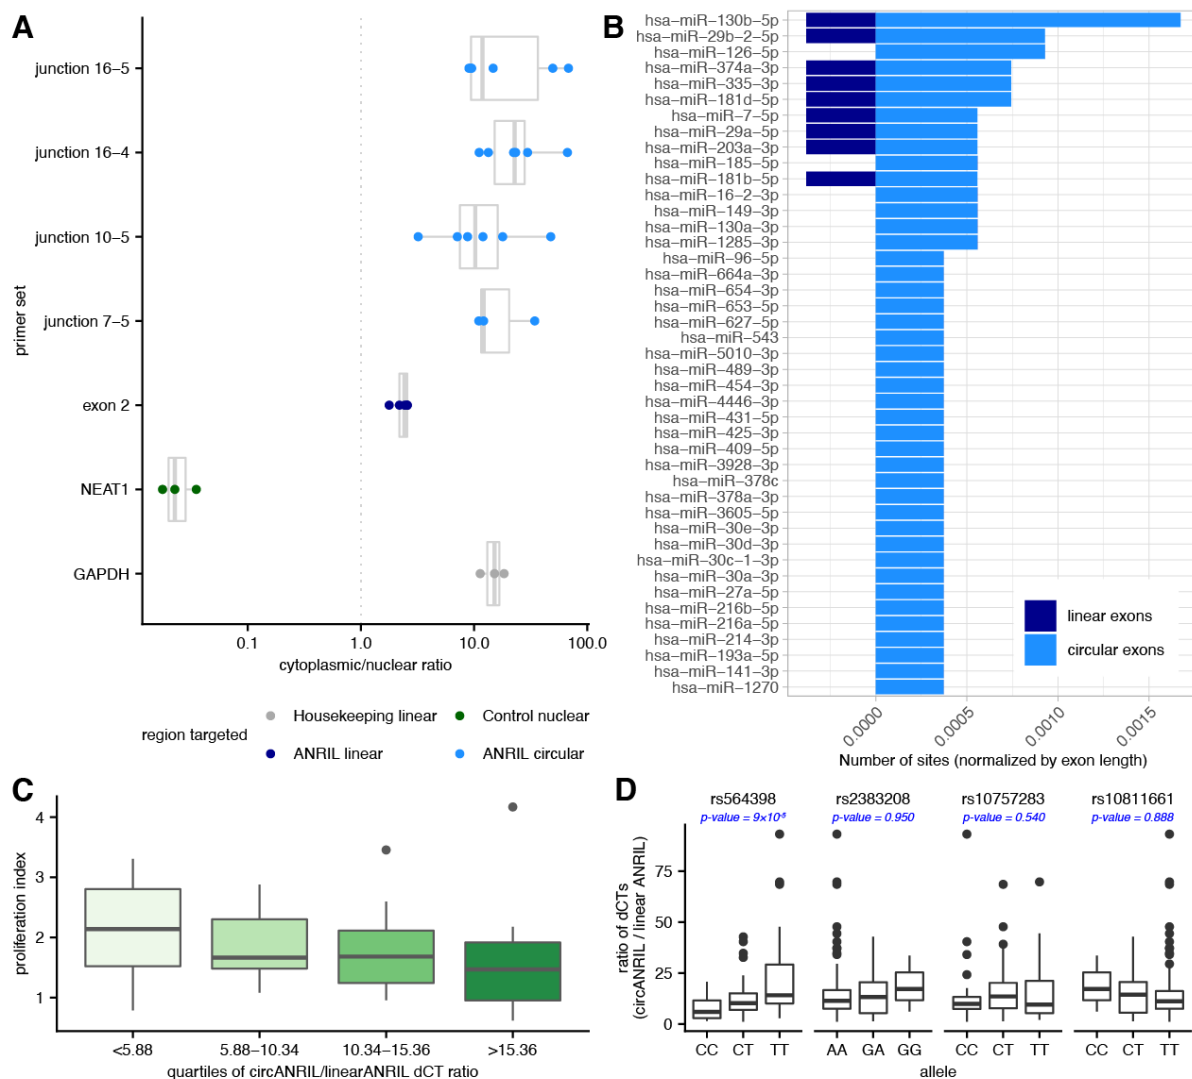 A
primer set
junction 16–5
junction 16–4
junction 10–5
junction 7–5
exon 2
NEAT1
GAPDH
0.1 1.0 10.0 100.0
cytoplasmic/nuclear ratio
region targeted
Housekeeping linear
Control nuclear
ANRIL linear
ANRIL circular
B
hsa–miR–130b–5p
hsa–miR–29b–2–5p
hsa–miR–126–5p
hsa–miR–374a–3p
hsa–miR–335–3p
hsa–miR–181d–5p
hsa–miR–7–5p
hsa–miR–29a–5p
hsa–miR–203a–3p
hsa–miR–185–5p
hsa–miR–181b–5p
hsa–miR–16–2–3p
hsa–miR–149–3p
hsa–miR–130a–3p
hsa–miR–1285–3p
hsa–miR–96–5p
hsa–miR–664a–3p
hsa–miR–654–3p
hsa–miR–653–5p
hsa–miR–627–5p
hsa–miR–543
hsa–miR–5010–3p
hsa–miR–489–3p
hsa–miR–454–3p
hsa–miR–4446–3p
hsa–miR–431–5p
hsa–miR–425–3p
hsa–miR–409–5p
hsa–miR–3928–3p
hsa–miR–378c
hsa–miR–378a–3p
hsa–miR–3605–5p
hsa–miR–30e–3p
hsa–miR–30d–3p
hsa–miR–30c–1–3p
hsa–miR–30a–3p
hsa–miR–27a–5p
hsa–miR–216b–5p
hsa–miR–216a–5p
hsa–miR–214–3p
hsa–miR–193a–5p
hsa–miR–141–3p
hsa–miR–1270
linear exons
circular exons
0.0000 0.0005 0.0010 0.0015
Number of sites (normalized by exon length)
C
proliferation index
4
3
2
1
<5.88 5.88–10.34 10.34–15.36 >15.36
quartiles of circANRIL/linearANRIL dCT ratio
D
rs564398 rs2383208 rs10757283 rs10811661
p-value = 0.950 p-value = 0.540 p-value = 0.888
ratio of dCTs
(circANRIL / linear ANRIL)
75
50
25
0
CC CT TT AA GA GG CC CT TT CC CT TT
allele